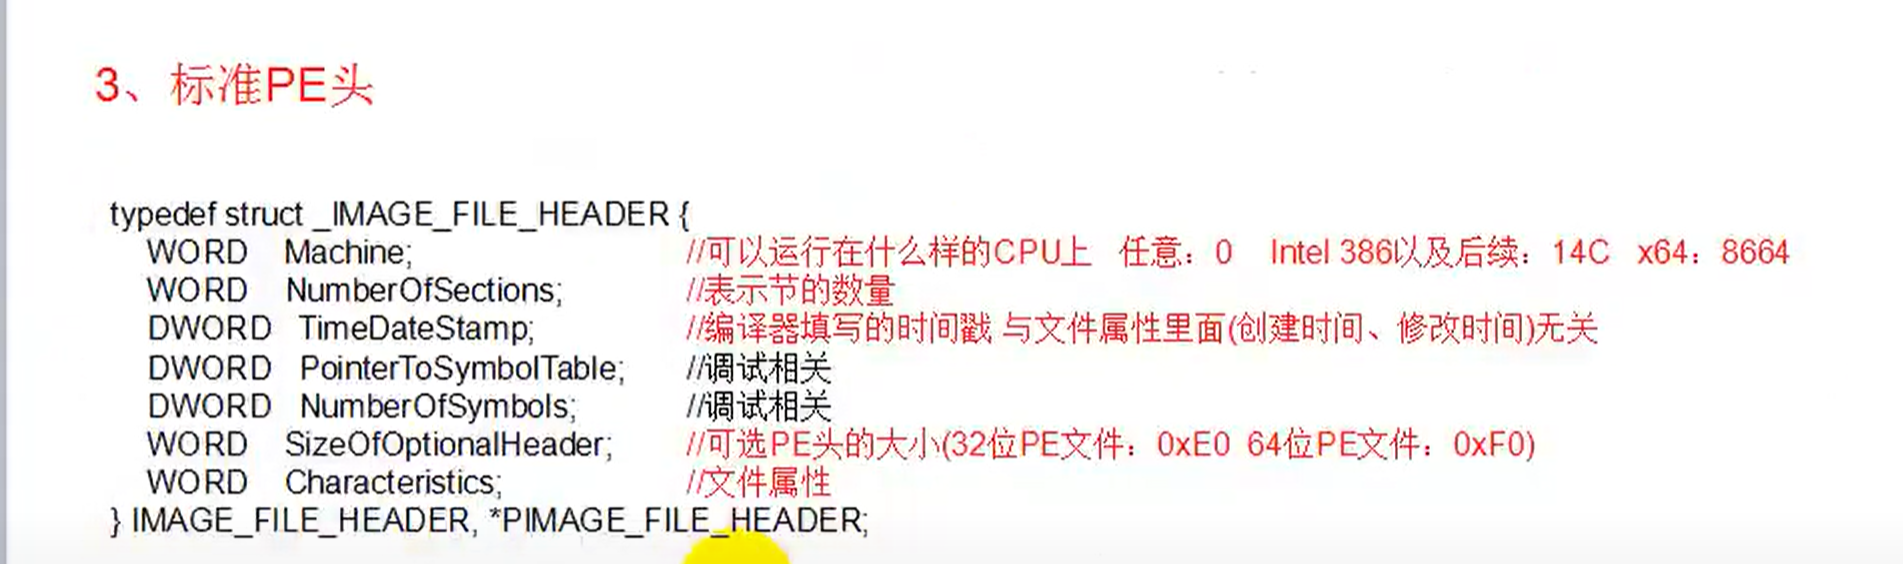 3、标准PE头
typedef struct _IMAGE_FILE_HEADER {
WORD Machine; //可以运行在什么样的CPU上 任意：0 Intel 386以及后续：14C x64：8664
WORD NumberOfSections; //表示节的数量
DWORD TimeDateStamp; //编译器填写的时间戳 与文件属性里面(创建时间、修改时间)无关
DWORD PointerToSymbolTable; //调试相关
DWORD NumberOfSymbols; //调试相关
WORD SizeOfOptionalHeader; //可选PE头的大小(32位PE文件：0xE0 64位PE文件：0xF0)
WORD Characteristics; //文件属性
} IMAGE_FILE_HEADER, *PIMAGE_FILE_HEADER;